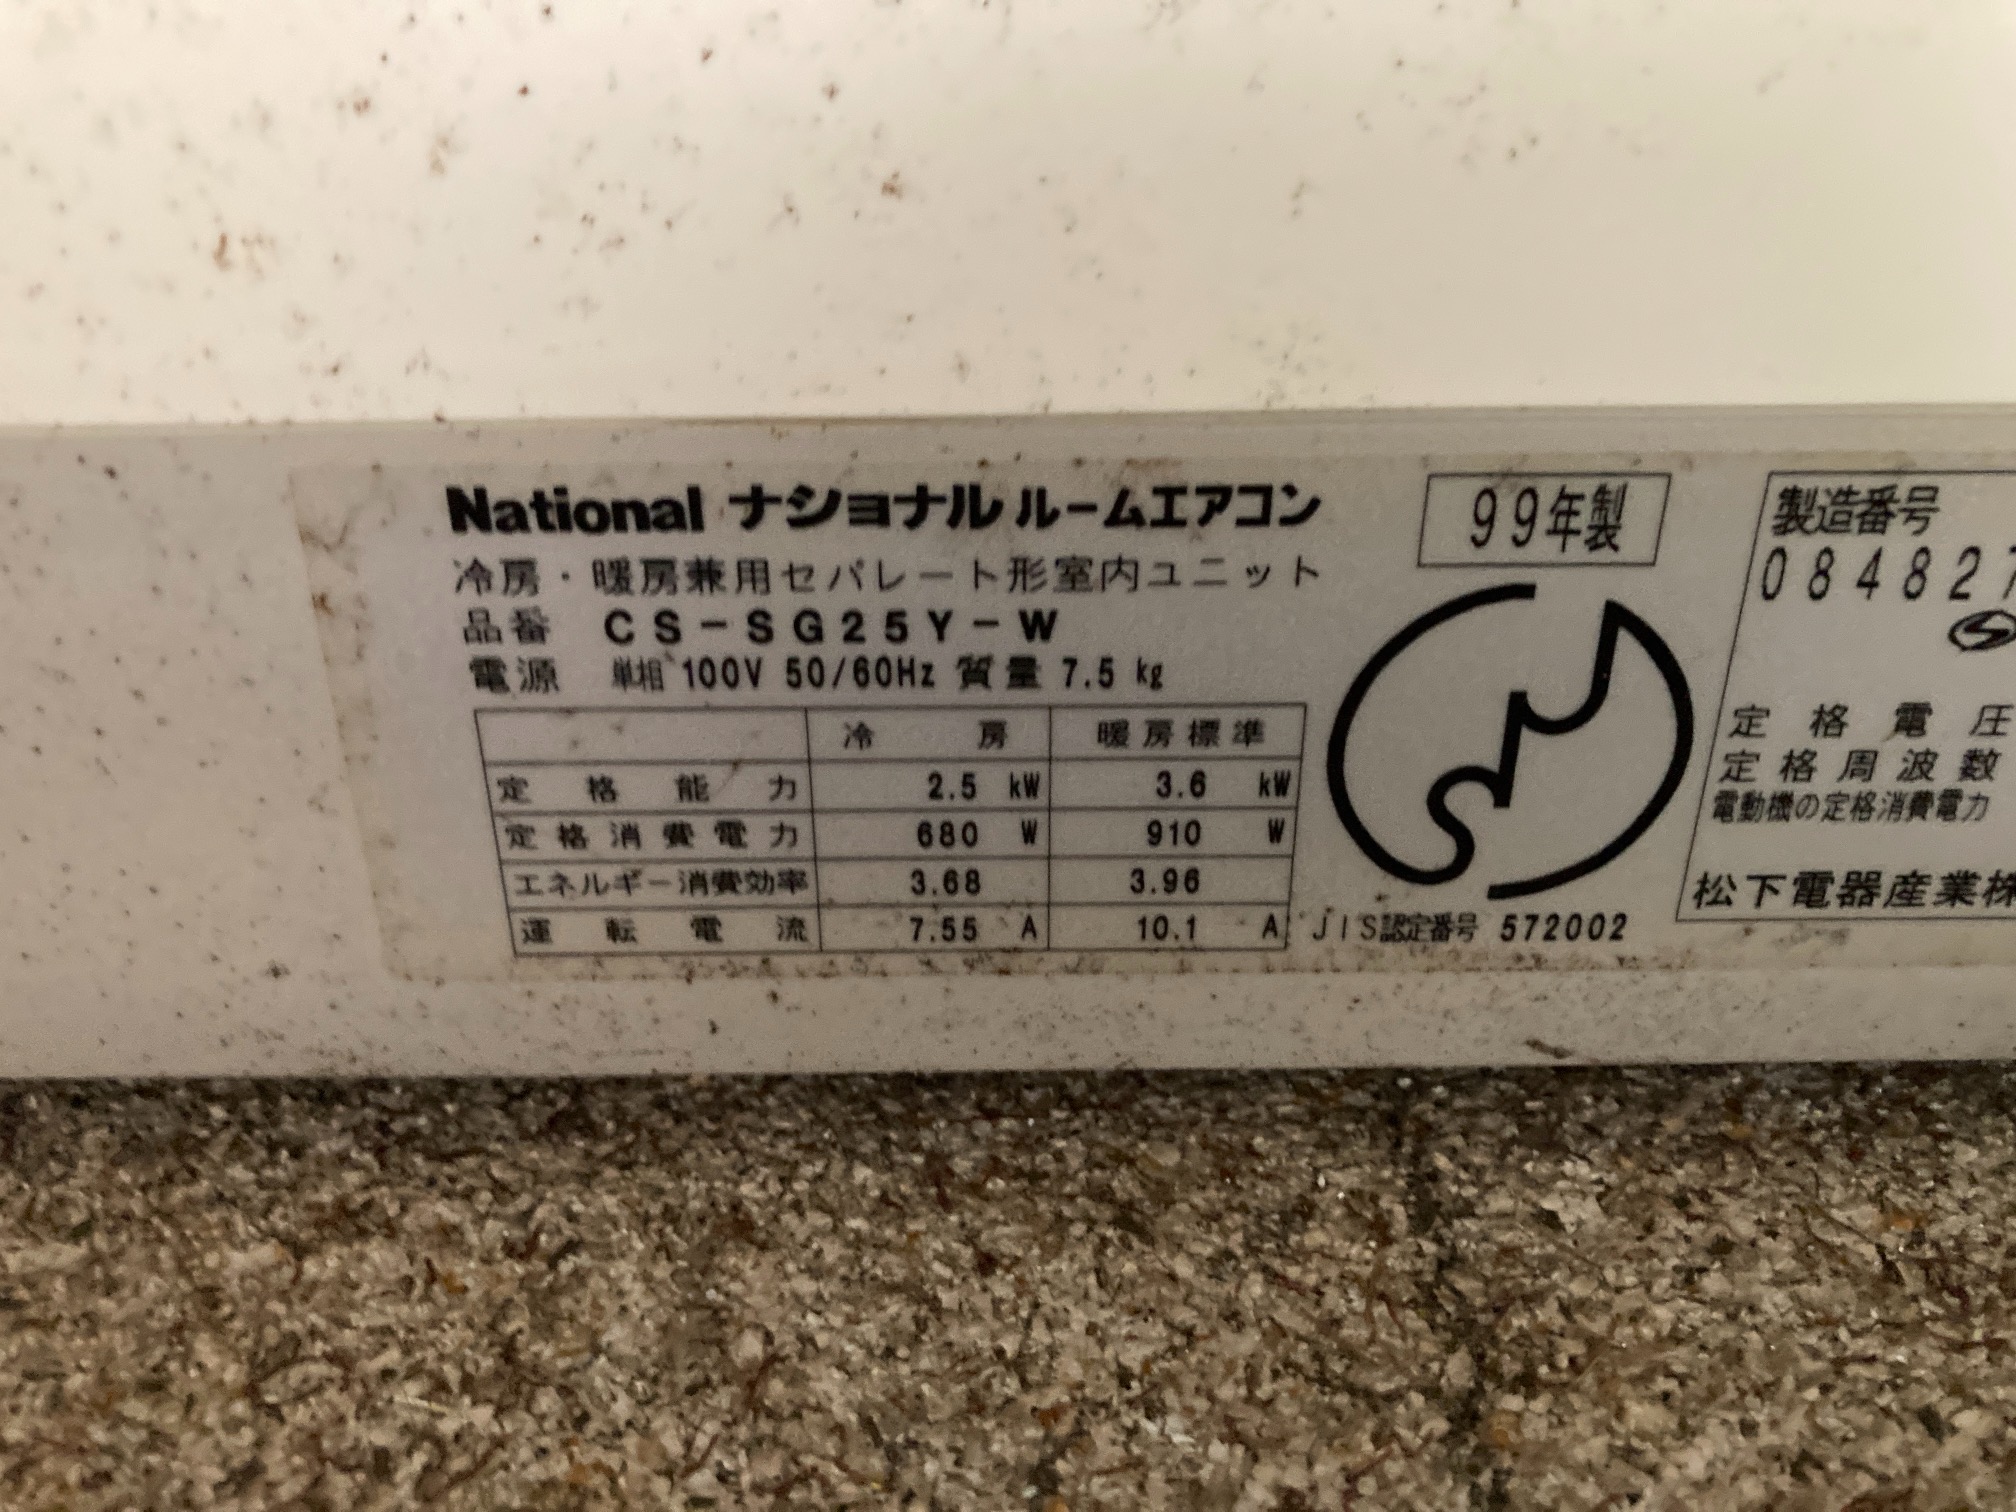 National ナショナル ルームエアコン
冷房・暖房兼用セパレート形室内ユニット
品番 CS-SG25Y-W
電源 単相 100V 50/60Hz 質量 7.5 kg
冷房 暖房標準
定格能力 2.5 kW 3.6 kW
定格消費電力 680 W 910 W
エネルギー消費効率 3.68 3.96
運転電流 7.55 A 10.1 A
99年製
JIS認定番号 572002
製造番号
084827
定格電圧
定格周波数
電動機の定格消費電力
松下電器産業株